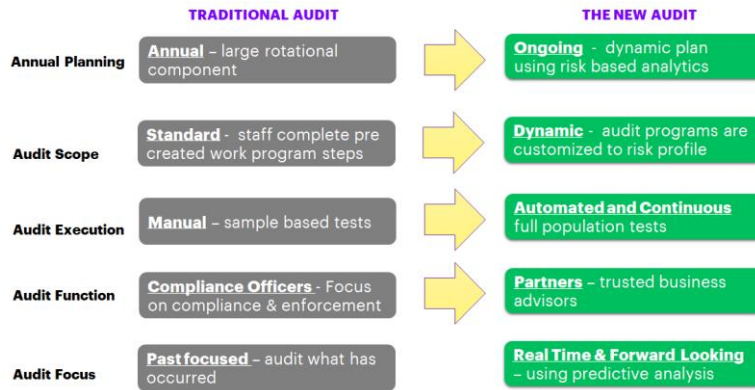 TRADITIONAL AUDIT
THE NEW AUDIT
Annual Planning
Annual – large rotational
component
Ongoing - dynamic plan
using risk based analytics
Audit Scope
Standard - staff complete pre
created work program steps
Dynamic - audit programs are
customized to risk profile
Audit Execution
Manual – sample based tests
Automated and Continuous
full population tests
Audit Function
Compliance Officers - Focus
on compliance & enforcement
Partners – trusted business
advisors
Audit Focus
Past focused – audit what has
occurred
Real Time & Forward Looking
– using predictive analysis